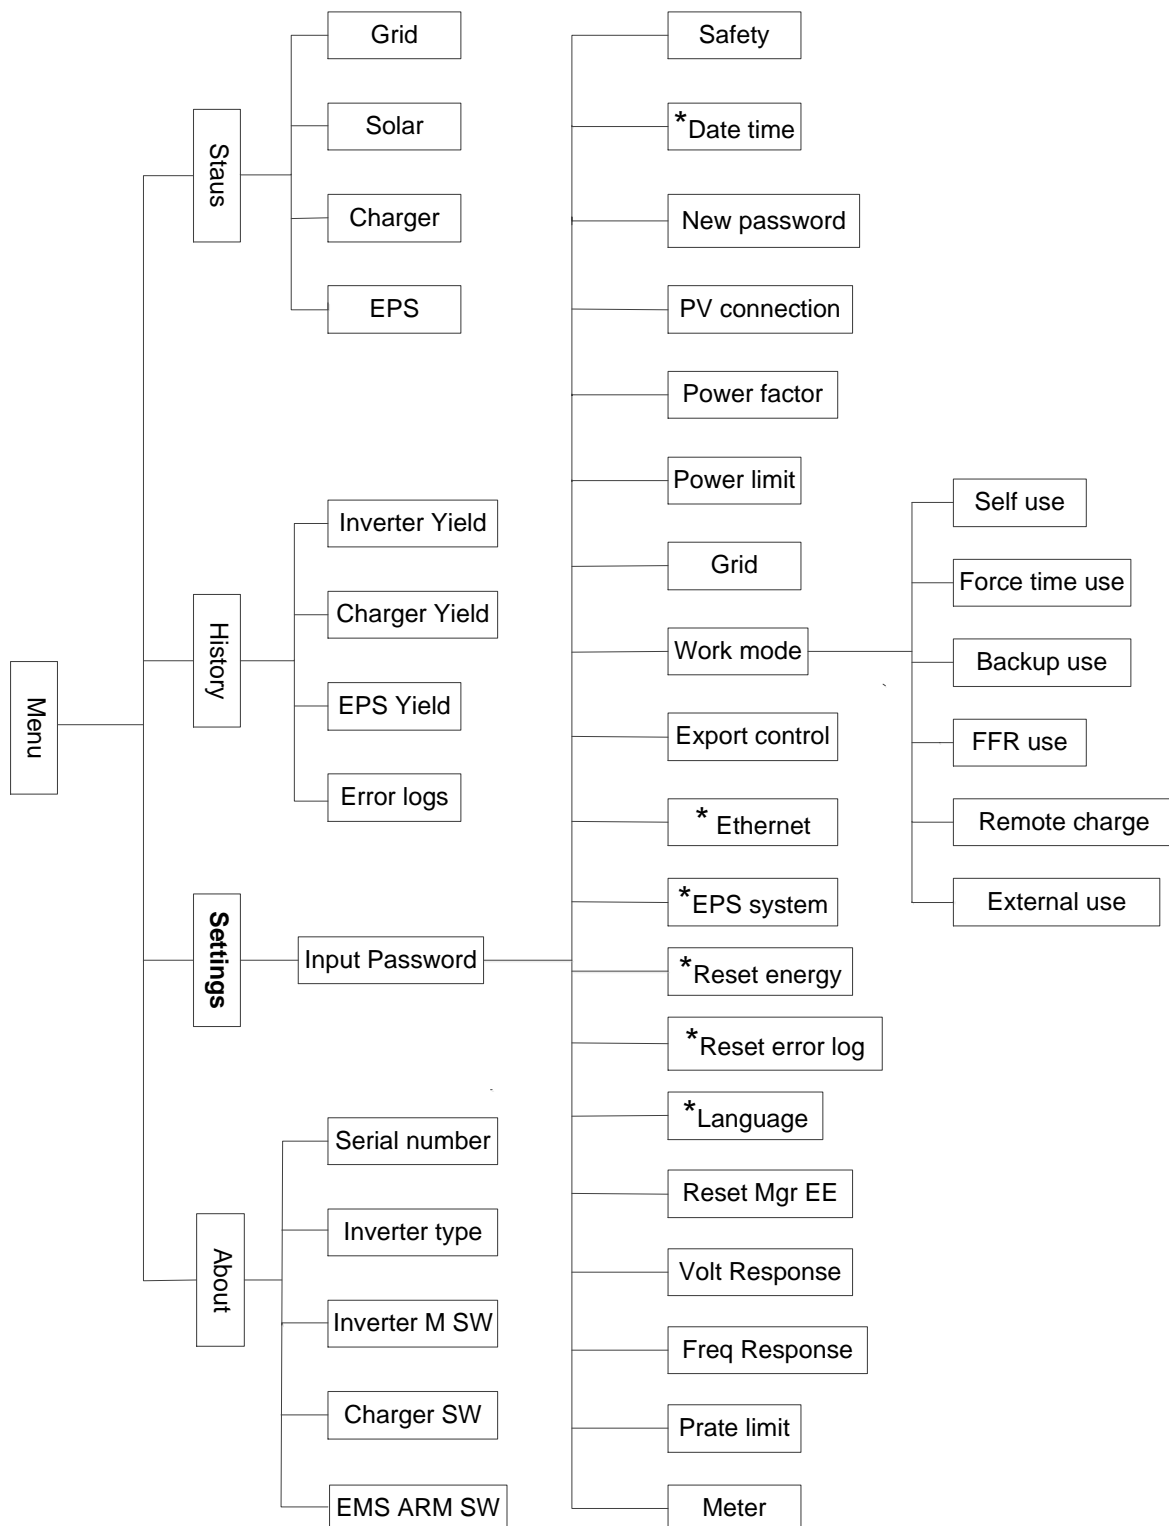 Menu
Staus
Grid
Solar
Charger
EPS
History
Inverter Yield
Charger Yield
EPS Yield
Error logs
Settings
Input Password
Safety
*Date time
New password
PV connection
Power factor
Power limit
Grid
Work mode
Self use
Force time use
Backup use
FFR use
Remote charge
External use
Export control
* Ethernet
*EPS system
*Reset energy
*Reset error log
*Language
Reset Mgr EE
Volt Response
Freq Response
Prate limit
Meter
About
Serial number
Inverter type
Inverter M SW
Charger SW
EMS ARM SW